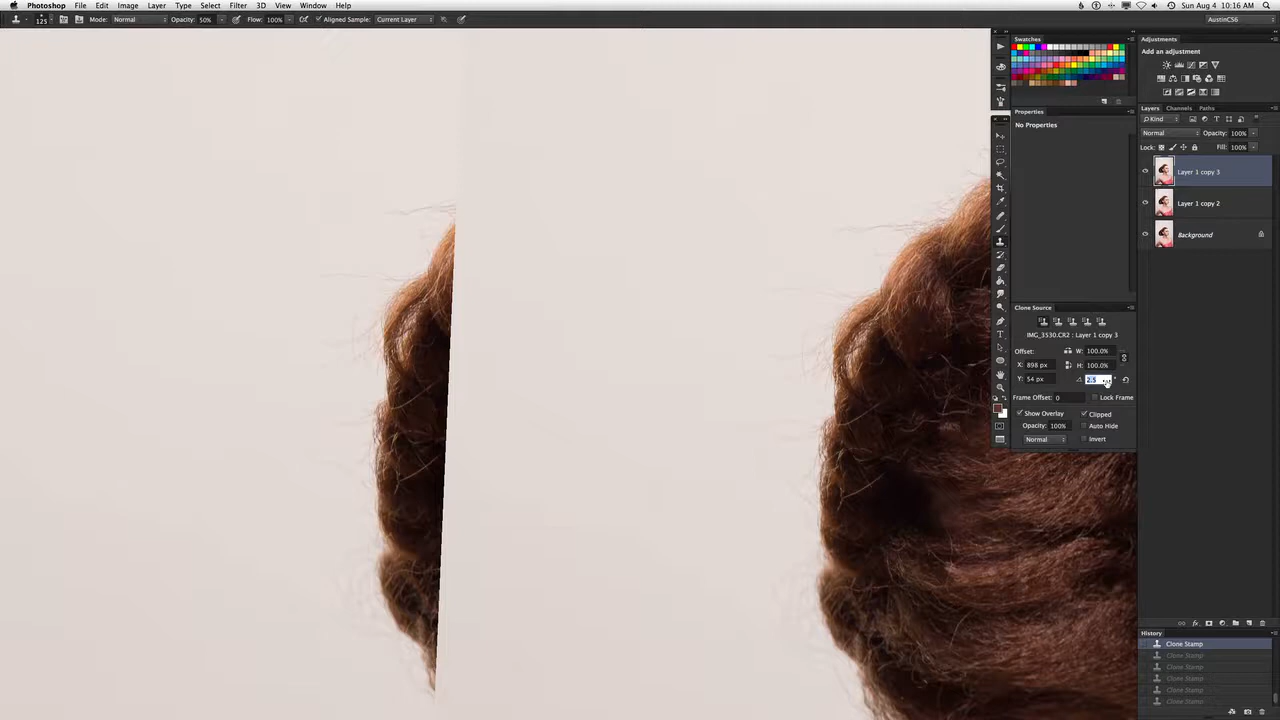 Photoshop File Edit Image Layer Type Select Filter 3D View Window Help Sun Aug 4 10:16 AM
125 Mode: Normal Opacity: 50% Flow: 100% Aligned Sample: Current Layer AustinCS6
Swatches
Adjustments
Add an adjustment
Properties
No Properties
Layers Channels Paths
Kind
Normal Opacity: 100%
Lock: Fill: 100%
Layer 1 copy 3
Layer 1 copy 2
Background
Clone Source
IMG_3530.CR2 : Layer 1 copy 3
Offset: W: 100.0%
X: 898 px H: 100.0%
Y: 54 px 2.5
Frame Offset: 0 Lock Frame
Show Overlay Clipped
Opacity: 100% Auto Hide
Normal Invert
History
Clone Stamp
Clone Stamp
Clone Stamp
Clone Stamp
Clone Stamp
Clone Stamp